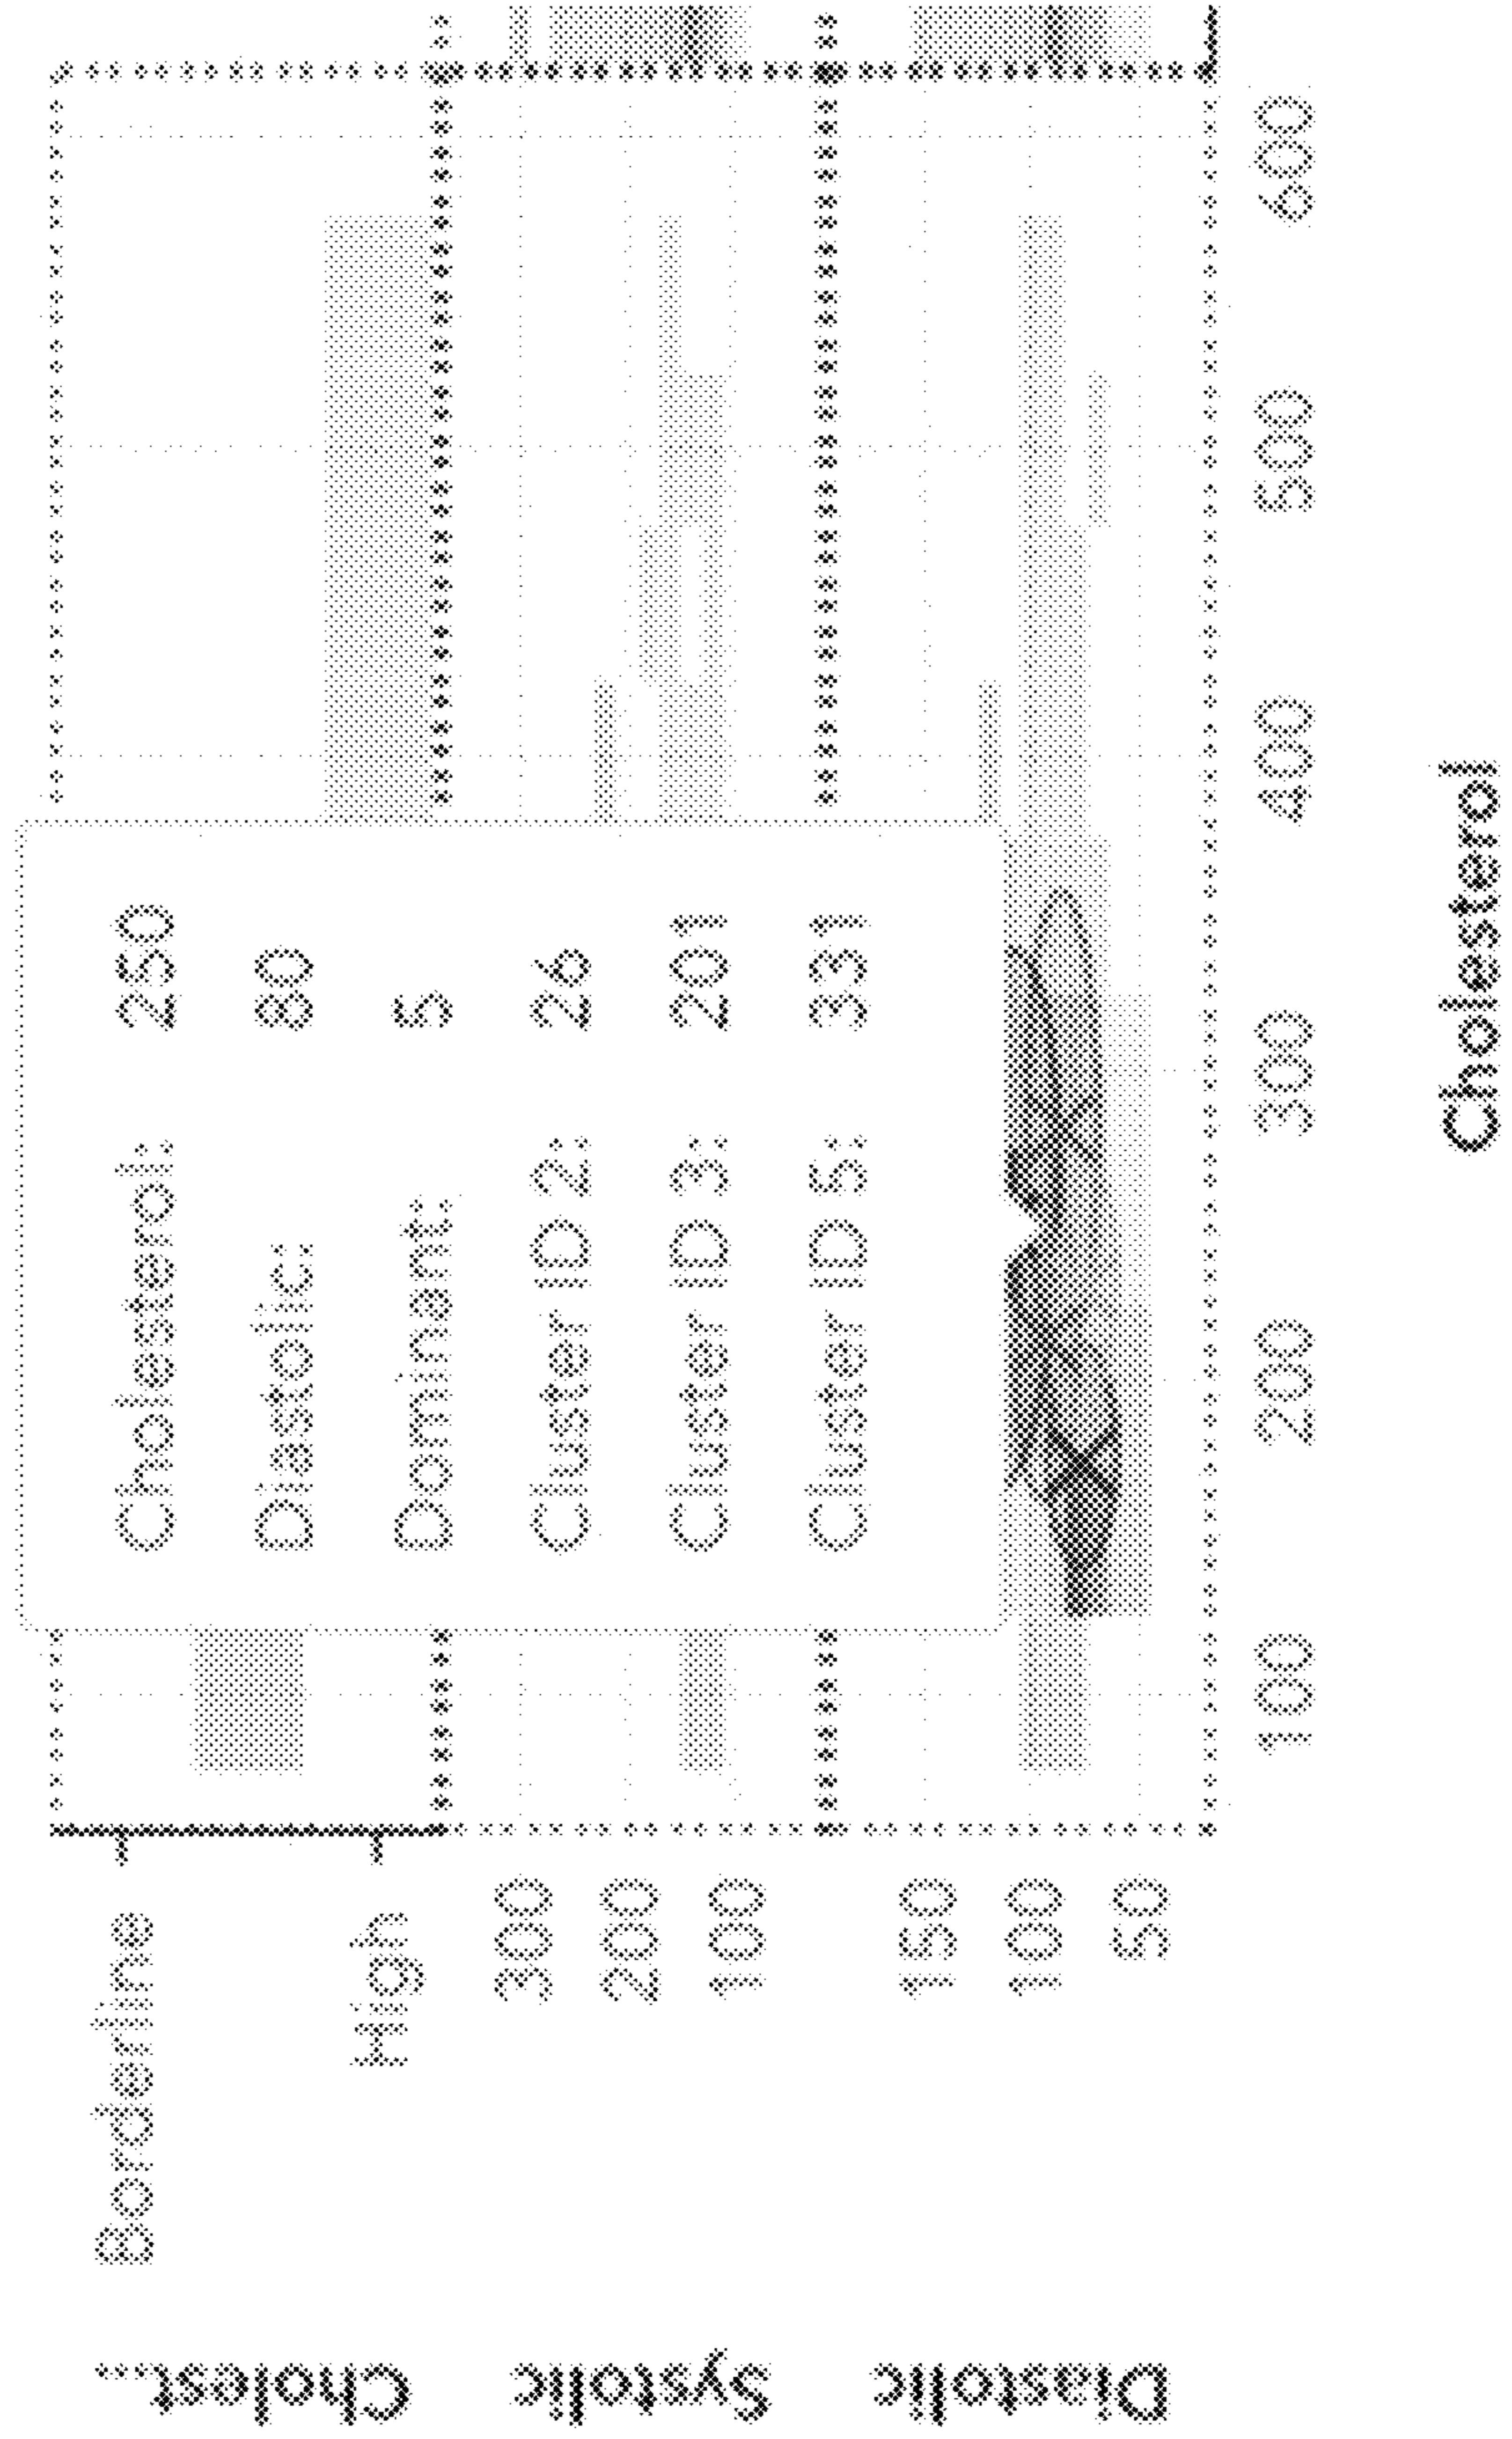 Cholest...
Borderline
High
Systolic
300
200
100
Diastolic
150
100
50
Cholesterol: 250
Diastolic: 80
Dominant: 5
Cluster ID 2: 26
Cluster ID 3: 201
Cluster ID 5: 331
100 200 300 400 500 600
Cholesterol